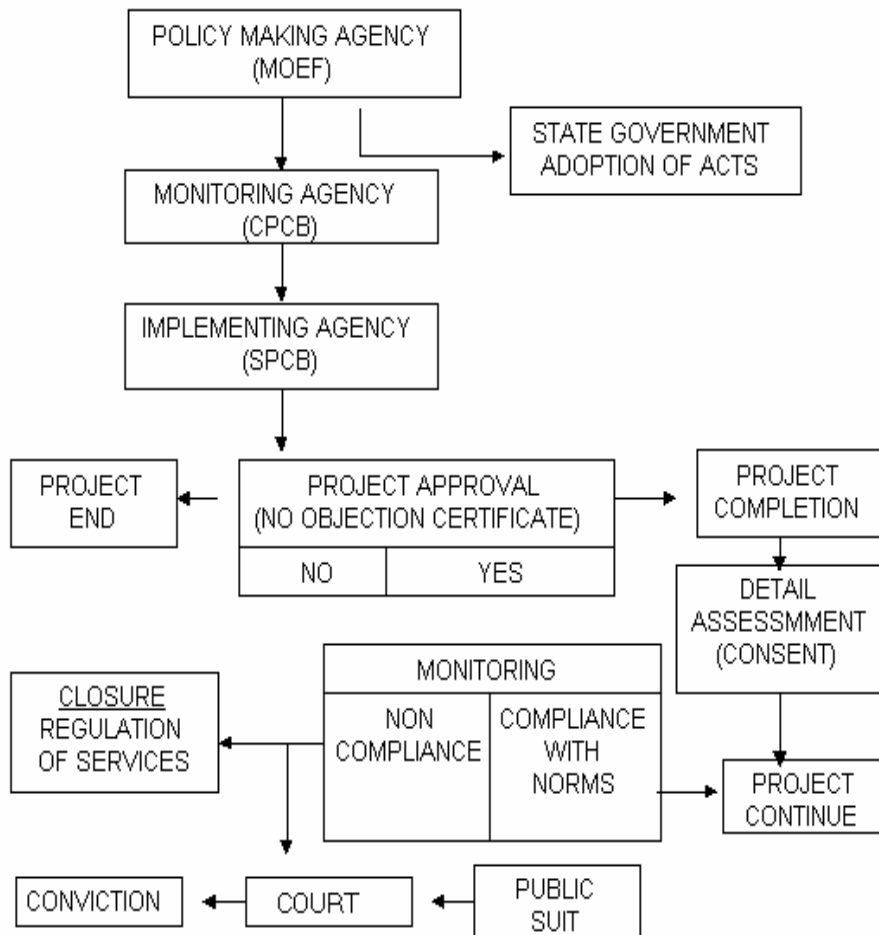 POLICY MAKING AGENCY
(MOEF)
STATE GOVERNMENT
ADOPTION OF ACTS
MONITORING AGENCY
(CPCB)
IMPLEMENTING AGENCY
(SPCB)
PROJECT
END
PROJECT APPROVAL
(NO OBJECTION CERTIFICATE)
NO
YES
PROJECT
COMPLETION
DETAIL
ASSESSMMENT
(CONSENT)
MONITORING
NON
COMPLIANCE
COMPLIANCE
WITH
NORMS
CLOSURE
REGULATION
OF SERVICES
PROJECT
CONTINUE
CONVICTION
COURT
PUBLIC
SUIT